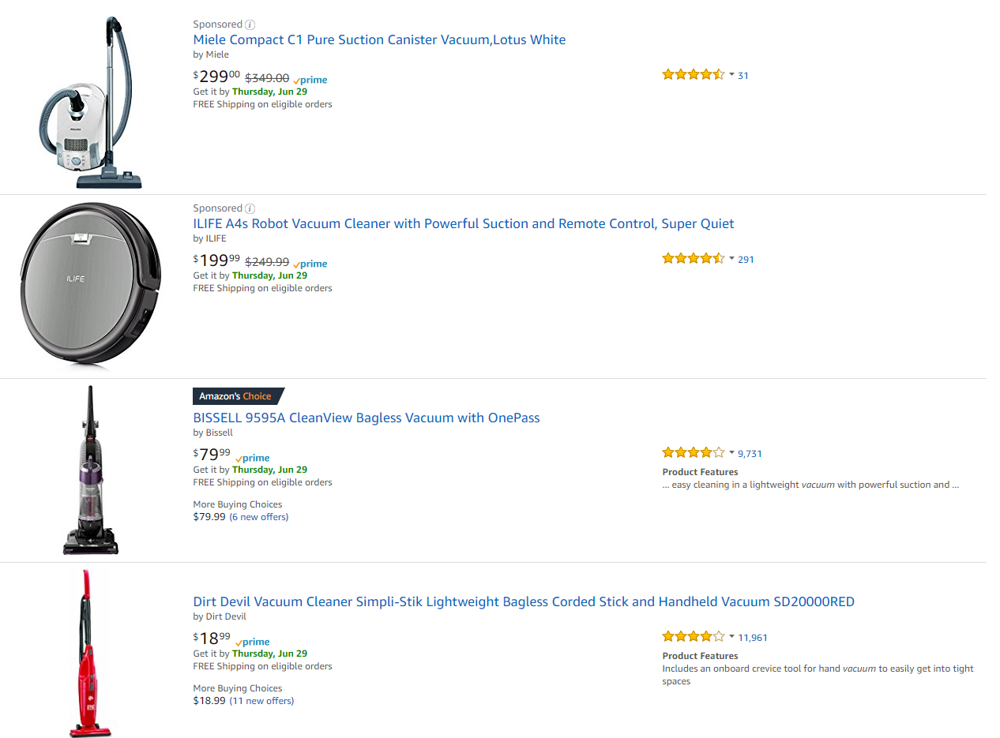 Sponsored
Miele Compact C1 Pure Suction Canister Vacuum,Lotus White
by Miele
$299 00 $349.00 prime
31
Get it by Thursday, Jun 29
FREE Shipping on eligible orders
Sponsored
ILIFE A4s Robot Vacuum Cleaner with Powerful Suction and Remote Control, Super Quiet
by ILIFE
$199 99 $249.99 prime
291
Get it by Thursday, Jun 29
FREE Shipping on eligible orders
ILIFE
Amazon's Choice
BISSELL 9595A CleanView Bagless Vacuum with OnePass
by Bissell
$79 99 prime
9,731
Get it by Thursday, Jun 29
FREE Shipping on eligible orders
Product Features
... easy cleaning in a lightweight vacuum with powerful suction and ...
More Buying Choices
$79.99 (6 new offers)
Dirt Devil Vacuum Cleaner Simpli-Stik Lightweight Bagless Corded Stick and Handheld Vacuum SD20000RED
by Dirt Devil
$18 99 prime
11,961
Get it by Thursday, Jun 29
FREE Shipping on eligible orders
Product Features
Includes an onboard crevice tool for hand vacuum to easily get into tight
spaces
More Buying Choices
$18.99 (11 new offers)